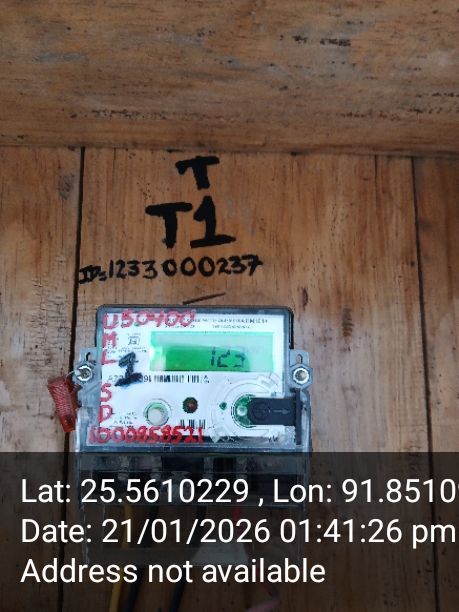 T
T1
ID:1233000237
U50400
123
1
S D
1000858521
Lat: 25.5610229 , Lon: 91.8510
Date: 21/01/2026 01:41:26 pm
Address not available